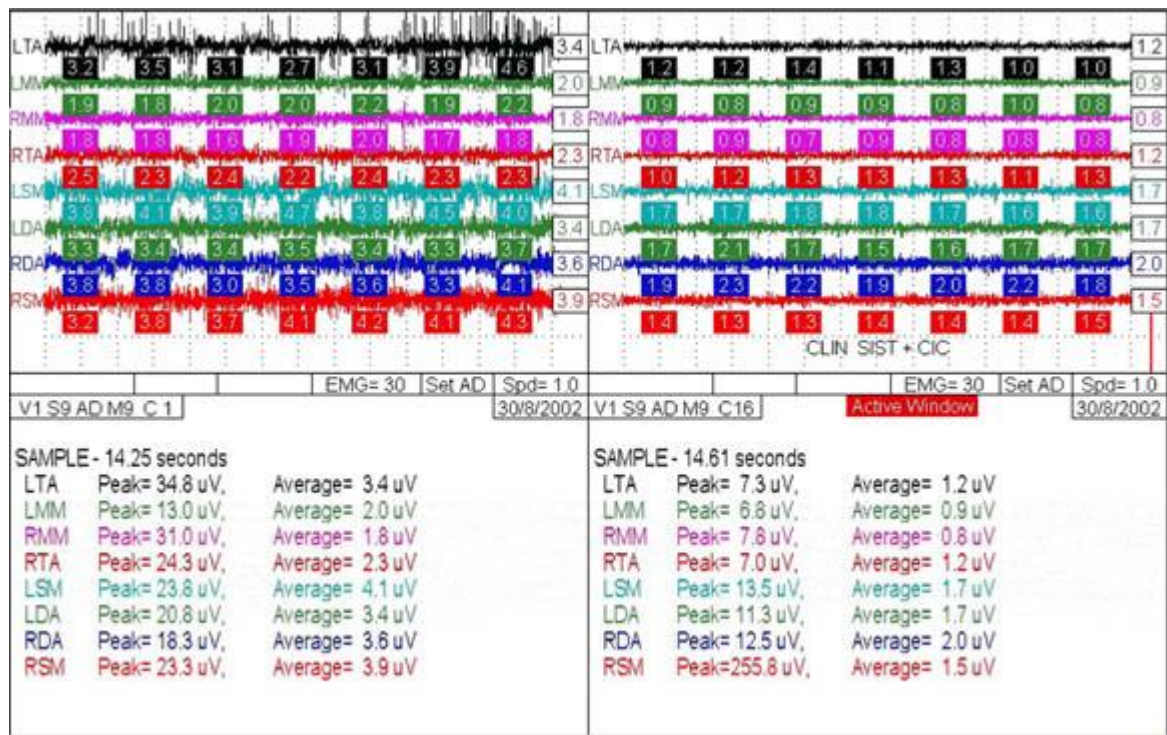 LTA 3.4
3.2 3.5 3.1 2.7 3.1 3.9 4.6
LMM 2.0
1.9 1.8 2.0 2.0 2.2 1.9 2.2
RMM 1.8
1.8 1.8 1.6 1.9 2.0 1.7 1.8
RTA 2.3
2.5 2.3 2.4 2.2 2.4 2.3 2.3
LSM 4.1
3.8 4.1 3.9 4.7 3.8 4.5 4.0
LDA 3.4
3.3 3.4 3.4 3.5 3.4 3.3 3.7
RDA 3.6
3.8 3.8 3.0 3.5 3.6 3.3 4.1
RSM 3.9
3.2 3.8 3.7 4.1 4.2 4.1 4.3
EMG= 30 Set AD Spd= 1.0
V1 S9 AD M9 C 1 30/8/2002
SAMPLE - 14.25 seconds
LTA Peak= 34.8 uV, Average= 3.4 uV
LMM Peak= 13.0 uV, Average= 2.0 uV
RMM Peak= 31.0 uV, Average= 1.8 uV
RTA Peak= 24.3 uV, Average= 2.3 uV
LSM Peak= 23.8 uV, Average= 4.1 uV
LDA Peak= 20.8 uV, Average= 3.4 uV
RDA Peak= 18.3 uV, Average= 3.6 uV
RSM Peak= 23.3 uV, Average= 3.9 uV
LTA 1.2
1.2 1.2 1.4 1.1 1.3 1.0 1.0
LMM 0.9
0.9 0.8 0.9 0.9 0.8 1.0 0.8
RMM 0.8
0.8 0.9 0.7 0.9 0.8 0.8 0.8
RTA 1.2
1.0 1.2 1.3 1.3 1.3 1.1 1.3
LSM 1.7
1.7 1.7 1.8 1.8 1.7 1.6 1.6
LDA 1.7
1.7 2.1 1.7 1.5 1.6 1.7 1.7
RDA 2.0
1.9 2.3 2.2 1.9 2.0 2.2 1.8
RSM 1.5
1.4 1.3 1.3 1.4 1.4 1.4 1.5
CLIN SIST + CIC
EMG= 30 Set AD Spd= 1.0
V1 S9 AD M9 C16 Active Window 30/8/2002
SAMPLE - 14.61 seconds
LTA Peak= 7.3 uV, Average= 1.2 uV
LMM Peak= 6.8 uV, Average= 0.9 uV
RMM Peak= 7.8 uV, Average= 0.8 uV
RTA Peak= 7.0 uV, Average= 1.2 uV
LSM Peak= 13.5 uV, Average= 1.7 uV
LDA Peak= 11.3 uV, Average= 1.7 uV
RDA Peak= 12.5 uV, Average= 2.0 uV
RSM Peak=255.8 uV, Average= 1.5 uV